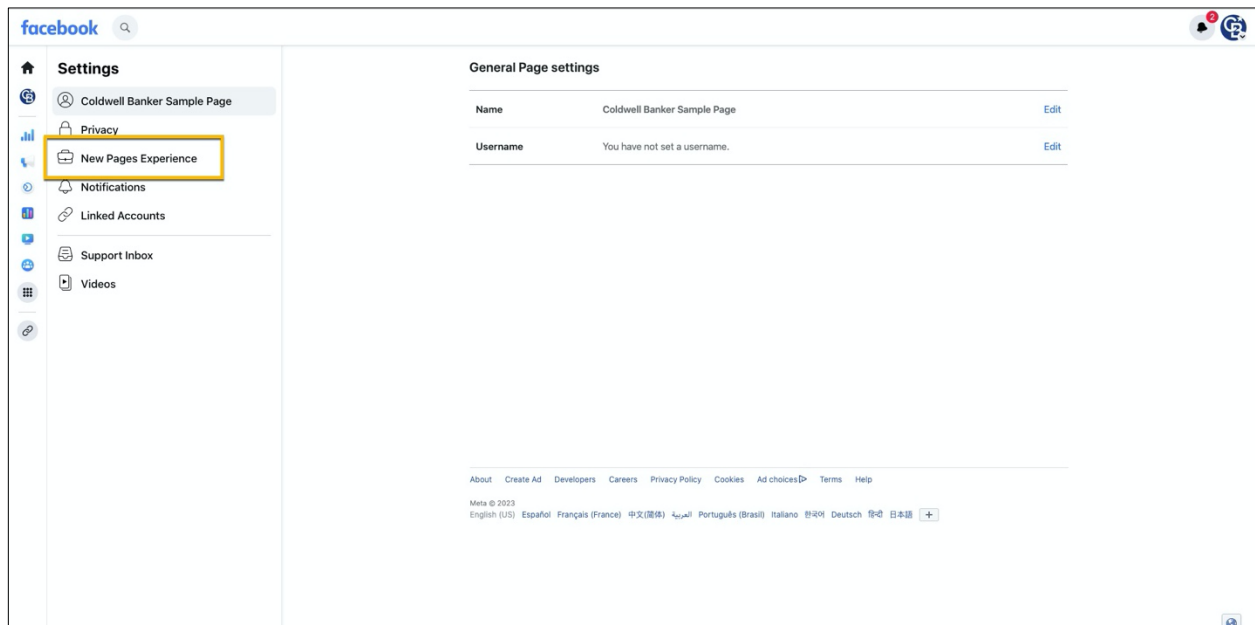 facebook
2
Settings
Coldwell Banker Sample Page
Privacy
New Pages Experience
Notifications
Linked Accounts
Support Inbox
Videos
General Page settings
Name Coldwell Banker Sample Page Edit
Username You have not set a username. Edit
About Create Ad Developers Careers Privacy Policy Cookies Ad choices Terms Help
Meta © 2023
English (US) Español Français (France) 中文(简体) العربية Português (Brasil) Italiano 한국어 Deutsch हिन्दी 日本語 +